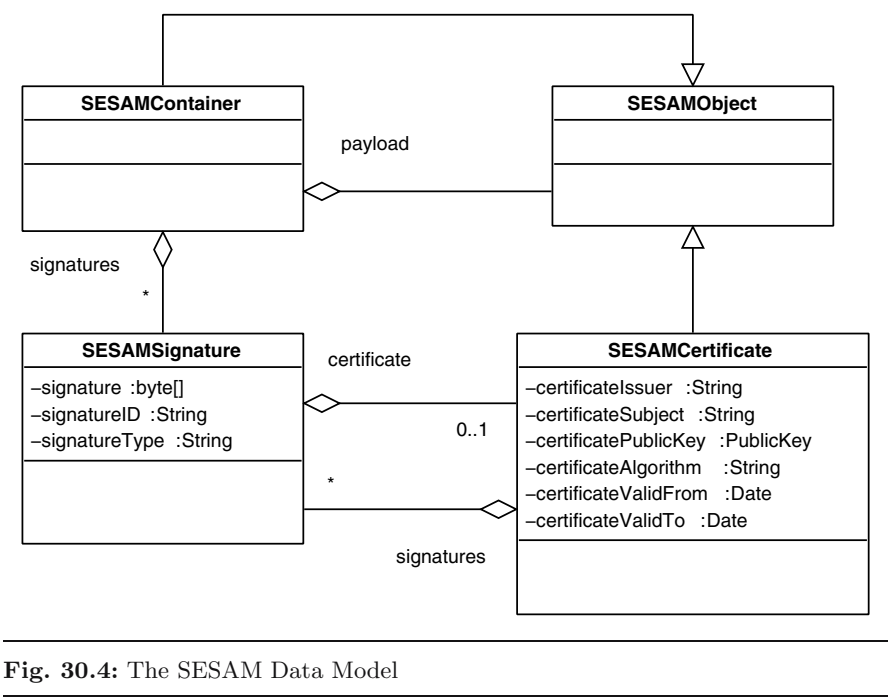 SESAMContainer
SESAMObject
payload
signatures
*
SESAMSignature
–signature :byte[]
–signatureID :String
–signatureType :String
certificate
0..1
*
signatures
SESAMCertificate
–certificateIssuer :String
–certificateSubject :String
–certificatePublicKey :PublicKey
–certificateAlgorithm :String
–certificateValidFrom :Date
–certificateValidTo :Date
Fig. 30.4: The SESAM Data Model